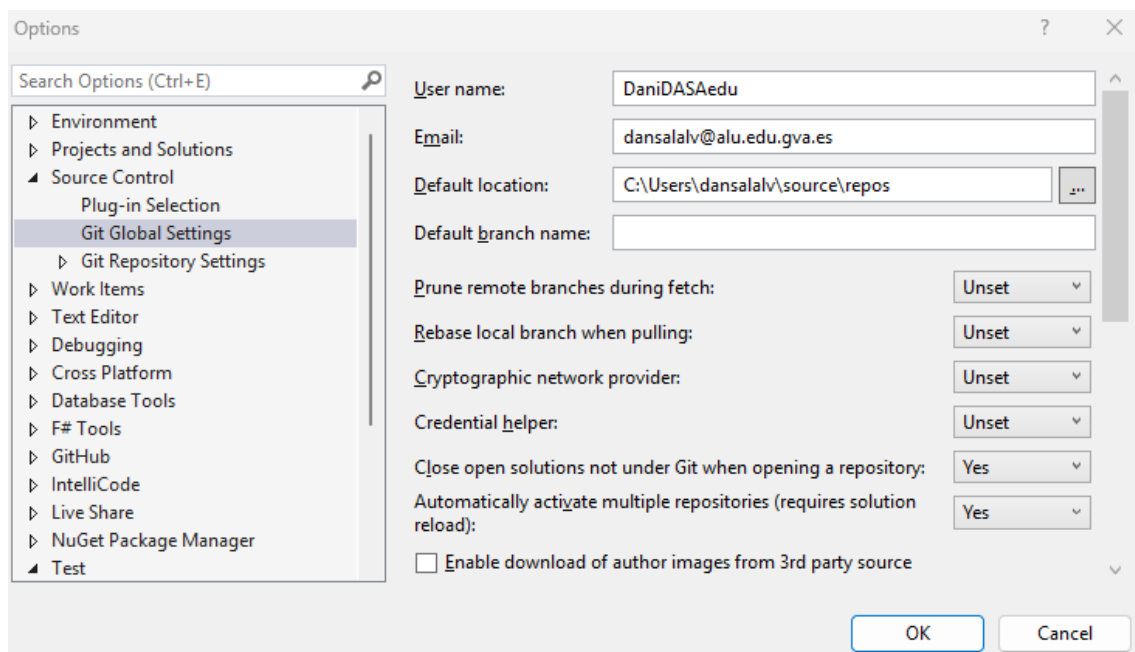 Options
?
Search Options (Ctrl+E)
Environment
Projects and Solutions
Source Control
Plug-in Selection
Git Global Settings
Git Repository Settings
Work Items
Text Editor
Debugging
Cross Platform
Database Tools
F# Tools
GitHub
IntelliCode
Live Share
NuGet Package Manager
Test
User name: DaniDASAedu
Email: dansalalv@alu.edu.gva.es
Default location: C:\Users\dansalalv\source\repos ...
Default branch name:
Prune remote branches during fetch: Unset
Rebase local branch when pulling: Unset
Cryptographic network provider: Unset
Credential helper: Unset
Close open solutions not under Git when opening a repository: Yes
Automatically activate multiple repositories (requires solution
reload): Yes
Enable download of author images from 3rd party source
OK Cancel